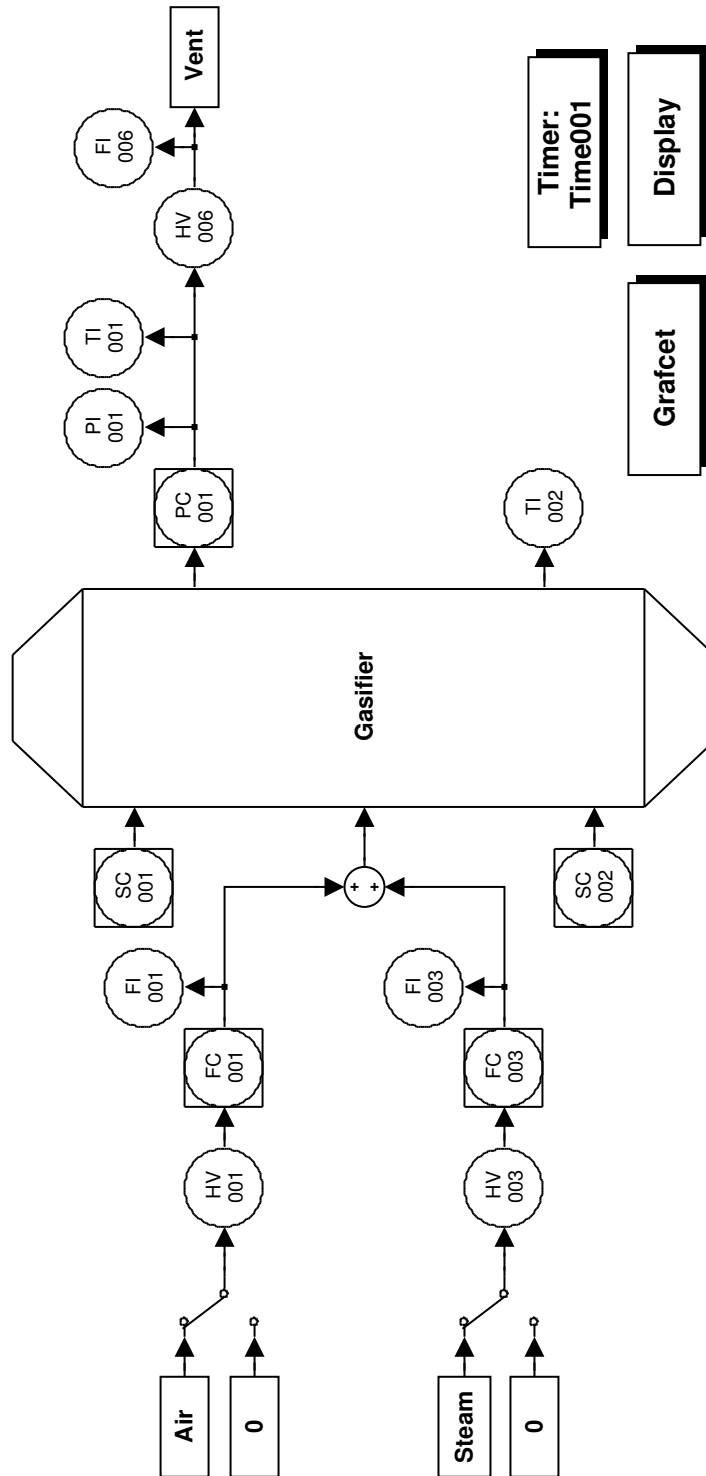 Air
0
Steam
0
HV
001
HV
003
FC
001
FC
003
FI
001
FI
003
+
+
SC
001
SC
002
Gasifier
PC
001
TI
002
PI
001
TI
001
HV
006
FI
006
Vent
Grafcet
Timer:
Time001
Display